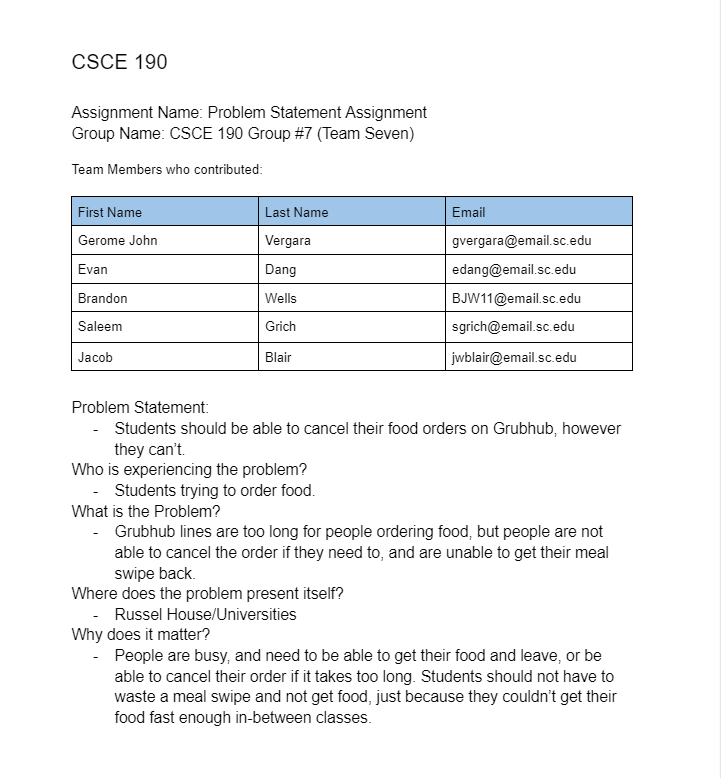 CSCE 190
Assignment Name: Problem Statement Assignment
Group Name: CSCE 190 Group #7 (Team Seven)
Team Members who contributed:
First Name Last Name Email
Gerome John Vergara gvergara@email.sc.edu
Evan Dang edang@email.sc.edu
Brandon Wells BJW11@email.sc.edu
Saleem Grich sgrich@email.sc.edu
Jacob Blair jwblair@email.sc.edu
Problem Statement:
- Students should be able to cancel their food orders on Grubhub, however
they can't.
Who is experiencing the problem?
- Students trying to order food.
What is the Problem?
- Grubhub lines are too long for people ordering food, but people are not
able to cancel the order if they need to, and are unable to get their meal
swipe back.
Where does the problem present itself?
- Russel House/Universities
Why does it matter?
- People are busy, and need to be able to get their food and leave, or be
able to cancel their order if it takes too long. Students should not have to
waste a meal swipe and not get food, just because they couldn't get their
food fast enough in-between classes.